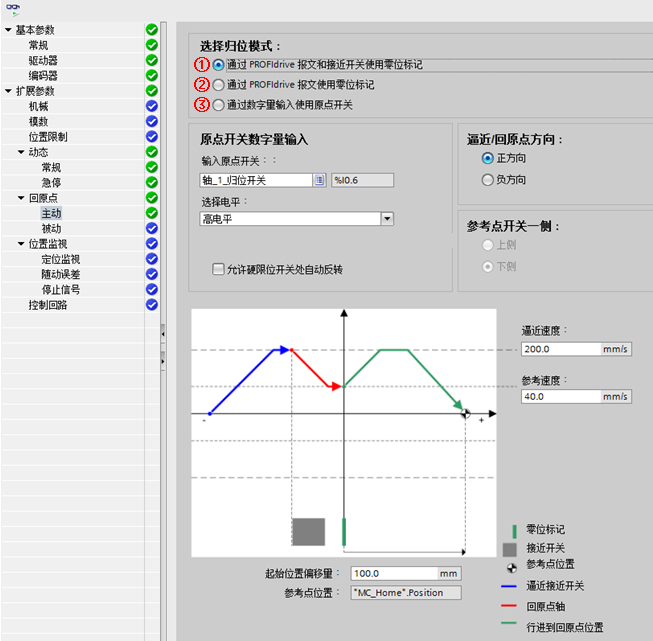 基本参数
常规
驱动器
编码器
扩展参数
机械
模数
位置限制
动态
常规
急停
回原点
主动
被动
位置监视
定位监视
随动误差
停止信号
控制回路
选择归位模式：
① 通过 PROFIdrive 报文和接近开关使用零位标记
② 通过 PROFIdrive 报文使用零位标记
③ 通过数字量输入使用原点开关
原点开关数字量输入
输入原点开关：：
轴_1_归位开关 %I0.6
选择电平：
高电平
允许硬限位开关处自动反转
逼近/回原点方向：
正方向
负方向
参考点开关一侧：
上侧
下侧
逼近速度：
200.0 mm/s
参考速度：
40.0 mm/s
- +
零位标记
接近开关
参考点位置
逼近接近开关
回原点轴
行进到回原点位置
起始位置偏移量： 100.0 mm
参考点位置： "MC_Home".Position